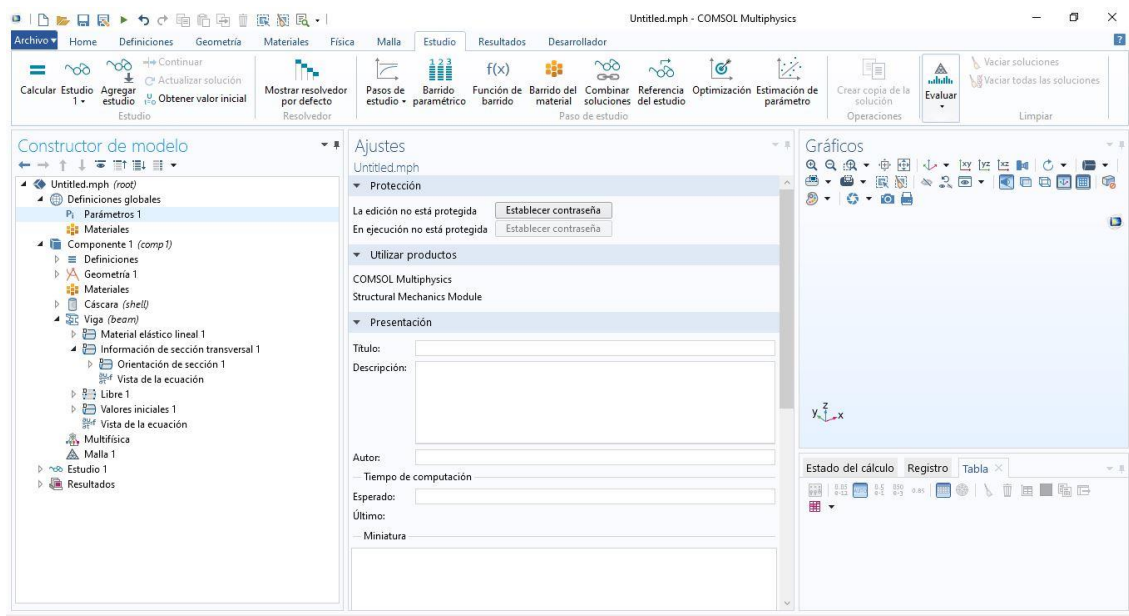 Untitled.mph - COMSOL Multiphysics
Archivo Home Definiciones Geometría Materiales Física Malla Estudio Resultados Desarrollador
Calcular
Estudio 1
Agregar estudio
Continuar
Actualizar solución
Obtener valor inicial
Estudio
Mostrar resolvedor por defecto
Resolvedor
Pasos de estudio
Barrido paramétrico
f(x)
Función de barrido
Barrido del material
Combinar soluciones
Referencia del estudio
Optimización
Estimación de parámetro
Paso de estudio
Crear copia de la solución
Operaciones
Evaluar
Vaciar soluciones
Vaciar todas las soluciones
Limpiar
Constructor de modelo
Untitled.mph (root)
Definiciones globales
Pi Parámetros 1
Materiales
Componente 1 (comp1)
Definiciones
Geometría 1
Materiales
Cáscara (shell)
Viga (beam)
Material elástico lineal 1
Información de sección transversal 1
Orientación de sección 1
Vista de la ecuación
Libre 1
Valores iniciales 1
Vista de la ecuación
Multifísica
Malla 1
Estudio 1
Resultados
Ajustes
Untitled.mph
Protección
La edición no está protegida Establecer contraseña
En ejecución no está protegida Establecer contraseña
Utilizar productos
COMSOL Multiphysics
Structural Mechanics Module
Presentación
Título:
Descripción:
Autor:
Tiempo de computación
Esperado:
Último:
Miniatura
Gráficos
xy yz xz
z
y x
Estado del cálculo Registro Tabla